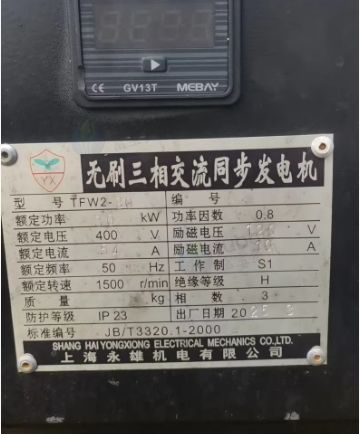 GV13T MEBAY
YX
无刷三相交流同步发电机
型号 TFW2- 编号
额定功率 kW 功率因数 0.8
额定电压 400 V 励磁电压 V
额定电流 A 励磁电流 A
额定频率 50 Hz 工作制 S1
额定转速 1500 r/min 绝缘等级 H
质量 kg 相数 3
防护等级 IP 23 出厂日期 20
标准编号 JB/T3320.1-2000
SHANG HAI YONGXIONG ELECTRICAL MECHANICS CO.,LTD.
上海永雄机电有限公司